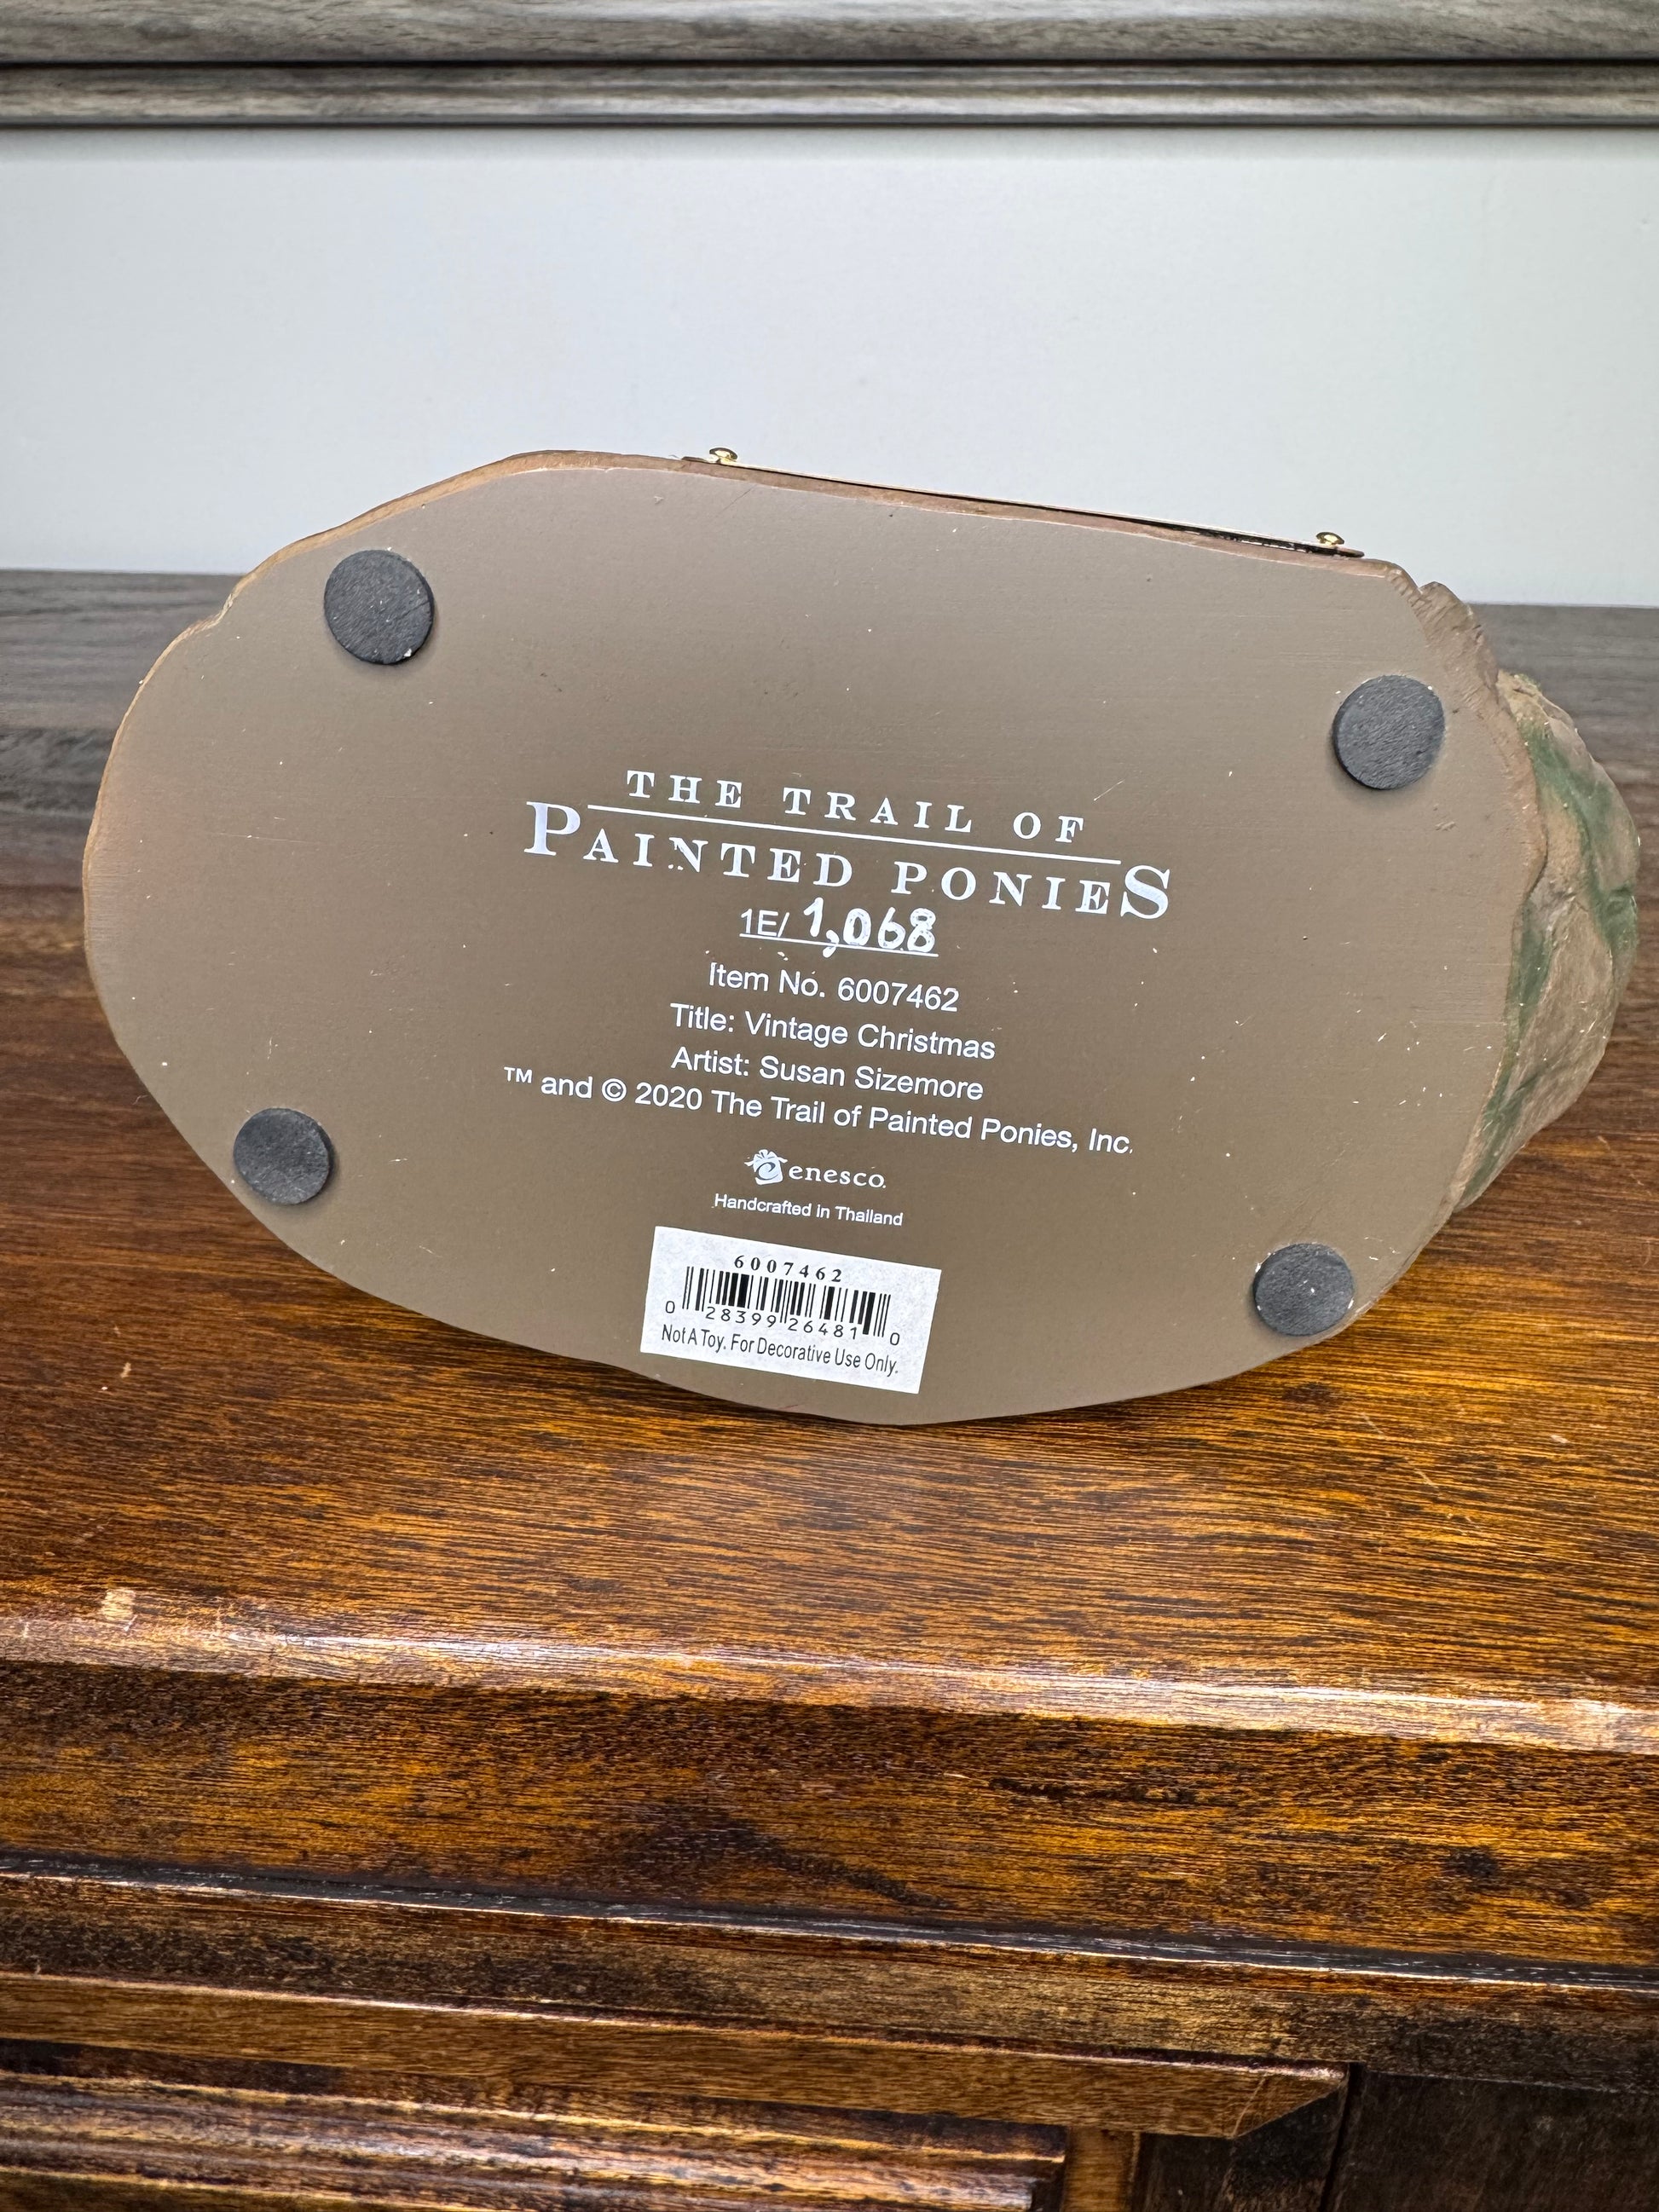 THE TRAIL OF
PAINTED PONIES
1E/ 1,068
Item No. 6007462
Title: Vintage Christmas
Artist: Susan Sizemore
™ and © 2020 The Trail of Painted Ponies, Inc.
enesco.
Handcrafted in Thailand
6007462
0 28399 26481 0
Not A Toy. For Decorative Use Only.